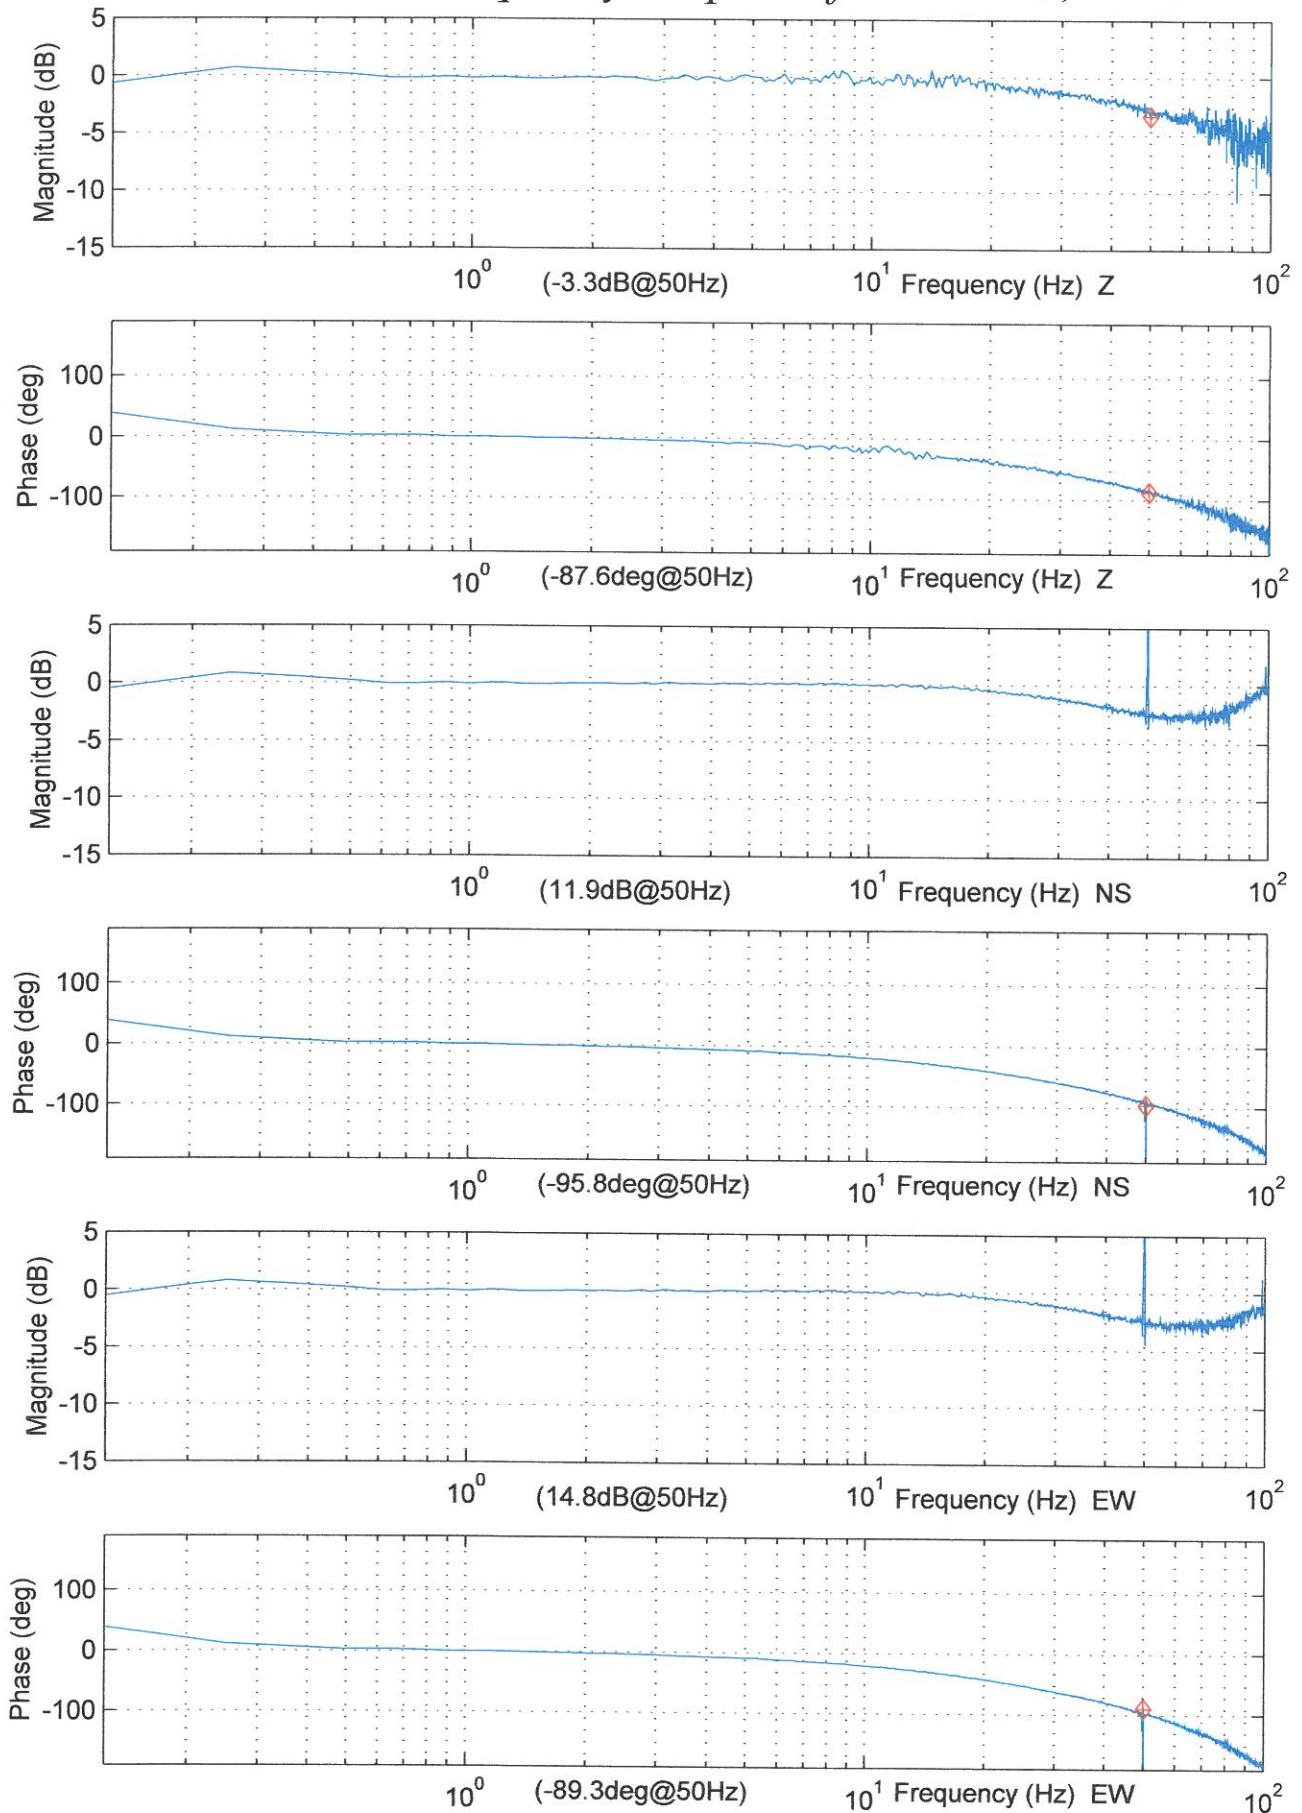 5
0
-5
-10
-15
Magnitude (dB)
10^0 (-3.3dB@50Hz) 10^1 Frequency (Hz) Z 10^2
100
0
-100
Phase (deg)
10^0 (-87.6deg@50Hz) 10^1 Frequency (Hz) Z 10^2
5
0
-5
-10
-15
Magnitude (dB)
10^0 (11.9dB@50Hz) 10^1 Frequency (Hz) NS 10^2
100
0
-100
Phase (deg)
10^0 (-95.8deg@50Hz) 10^1 Frequency (Hz) NS 10^2
5
0
-5
-10
-15
Magnitude (dB)
10^0 (14.8dB@50Hz) 10^1 Frequency (Hz) EW 10^2
100
0
-100
Phase (deg)
10^0 (-89.3deg@50Hz) 10^1 Frequency (Hz) EW 10^2